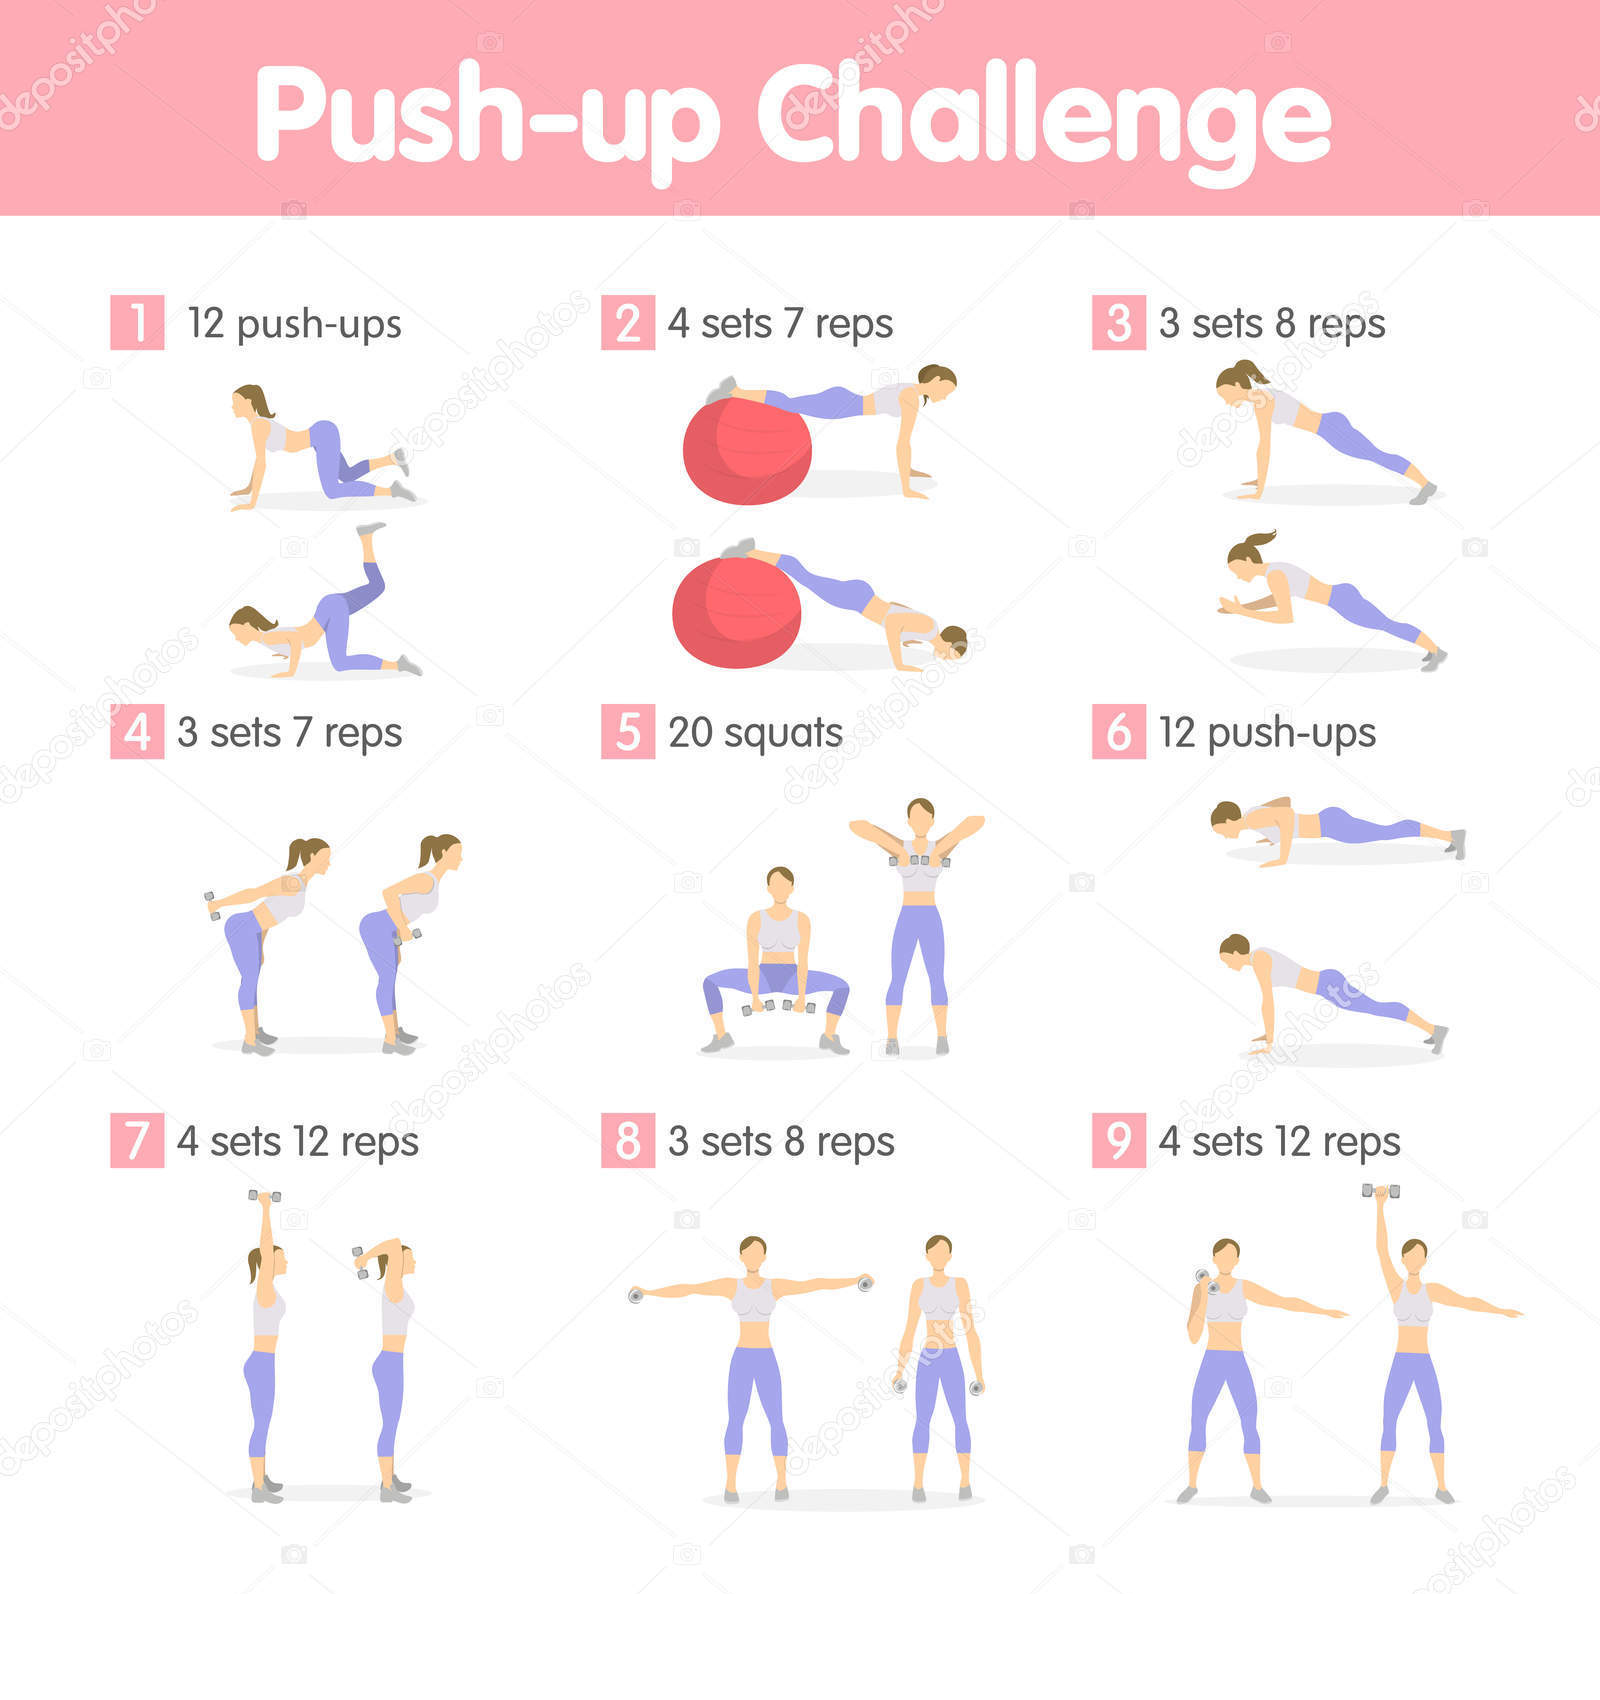 Push-up Challenge
1 12 push-ups
2 4 sets 7 reps
3 3 sets 8 reps
4 3 sets 7 reps
5 20 squats
6 12 push-ups
7 4 sets 12 reps
8 3 sets 8 reps
9 4 sets 12 reps
depositphotos